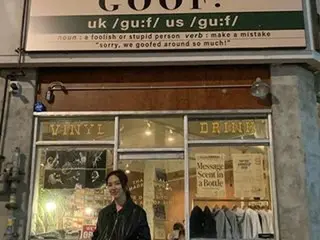 GOOF.
uk /gu:f/ us /gu:f/
noun : a foolish or stupid person verb : make a mistake
"sorry, we goofed around so much!"
VINYL
DRINK
Message
Scent in
a Bottle